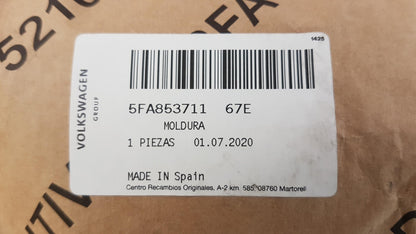 5210
1425
VOLKSWAGEN
GROUP
5FA853711 67E
MOLDURA
1 PIEZAS 01.07.2020
MADE IN Spain
Centro Recambios Originales, A-2 km. 585, 08760 Martorell